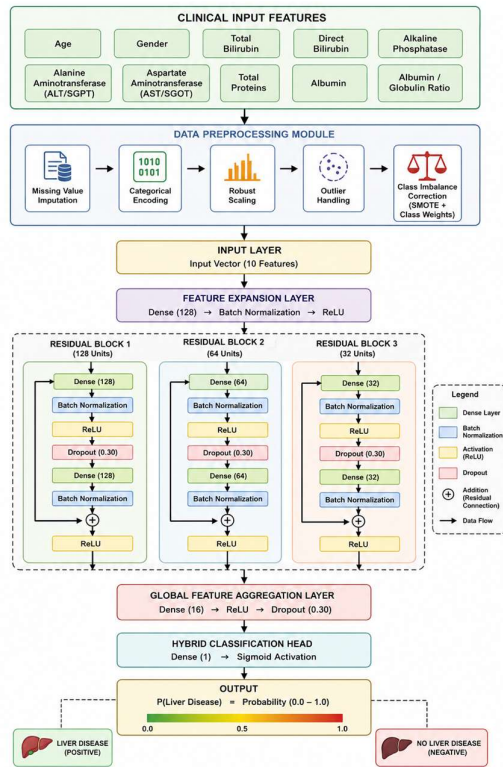 CLINICAL INPUT FEATURES
Age
Gender
Total
Bilirubin
Direct
Bilirubin
Alkaline
Phosphatase
Alanine
Aminotransferase
(ALT/SGPT)
Aspartate
Aminotransferase
(AST/SGOT)
Total
Proteins
Albumin
Albumin /
Globulin Ratio
DATA PREPROCESSING MODULE
Missing Value
Imputation
1010
0101
Categorical
Encoding
Robust
Scaling
Outlier
Handling
Class Imbalance
Correction
(SMOTE +
Class Weights)
INPUT LAYER
Input Vector (10 Features)
FEATURE EXPANSION LAYER
Dense (128) → Batch Normalization → ReLU
RESIDUAL BLOCK 1
(128 Units)
Dense (128)
Batch Normalization
ReLU
Dropout (0.30)
Dense (128)
Batch Normalization
+
ReLU
RESIDUAL BLOCK 2
(64 Units)
Dense (64)
Batch Normalization
ReLU
Dropout (0.30)
Dense (64)
Batch Normalization
+
ReLU
RESIDUAL BLOCK 3
(32 Units)
Dense (32)
Batch Normalization
ReLU
Dropout (0.30)
Dense (32)
Batch Normalization
+
ReLU
Legend
Dense Layer
Batch
Normalization
Activation
(ReLU)
Dropout
+
Addition
(Residual
Connection)
Data Flow
GLOBAL FEATURE AGGREGATION LAYER
Dense (16) → ReLU → Dropout (0.30)
HYBRID CLASSIFICATION HEAD
Dense (1) → Sigmoid Activation
OUTPUT
P(Liver Disease) = Probability (0.0 – 1.0)
0.0
0.5
1.0
LIVER DISEASE
(POSITIVE)
NO LIVER DISEASE
(NEGATIVE)